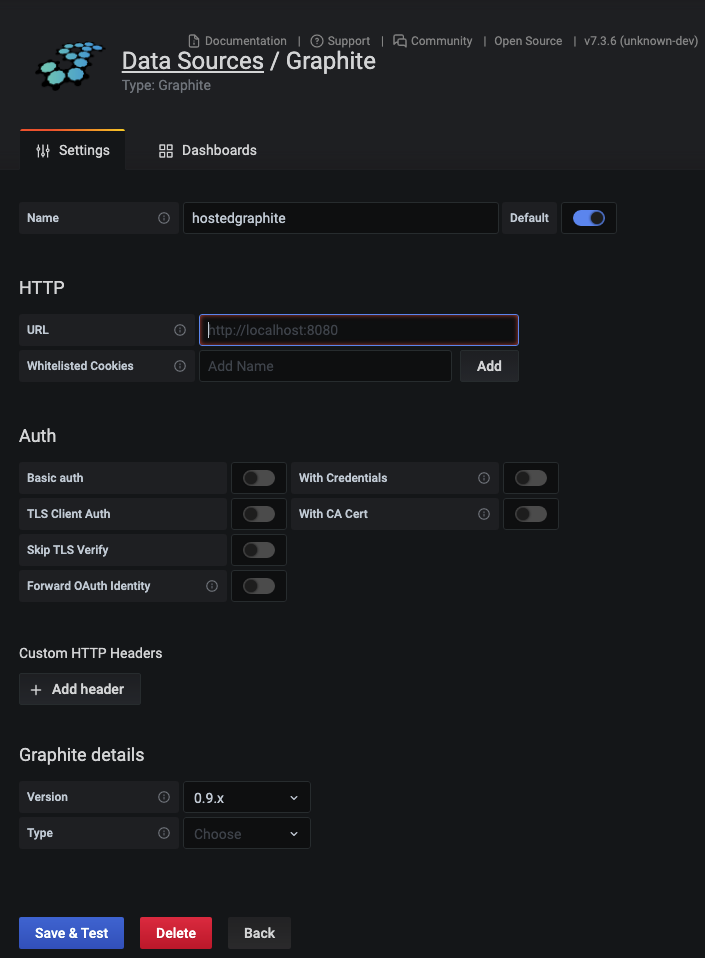 Documentation | Support | Community | Open Source | v7.3.6 (unknown-dev)
Data Sources / Graphite
Type: Graphite
Settings Dashboards
Name hostedgraphite Default
HTTP
URL http://localhost:8080
Whitelisted Cookies Add Name Add
Auth
Basic auth With Credentials
TLS Client Auth With CA Cert
Skip TLS Verify
Forward OAuth Identity
Custom HTTP Headers
+ Add header
Graphite details
Version 0.9.x
Type Choose
Save & Test Delete Back